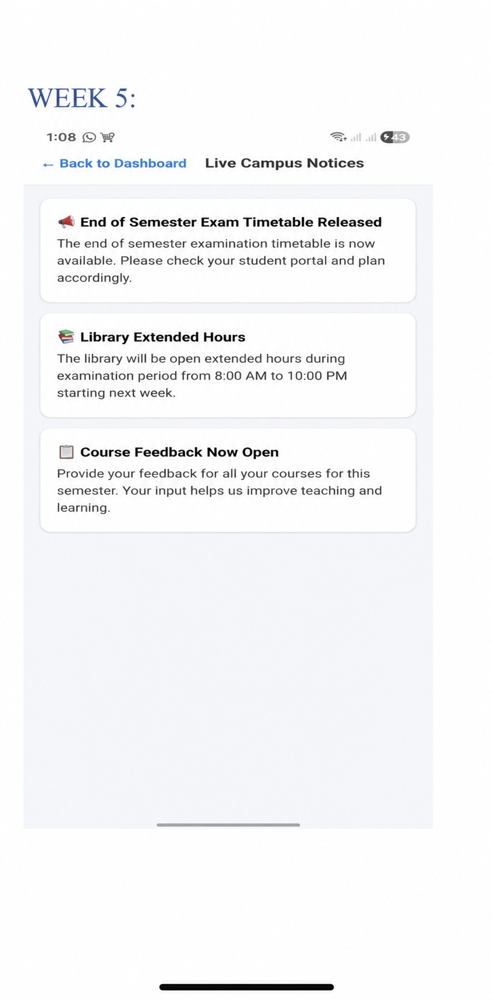 WEEK 5:
1:08 43
← Back to Dashboard Live Campus Notices
📢 End of Semester Exam Timetable Released
The end of semester examination timetable is now
available. Please check your student portal and plan
accordingly.
📚 Library Extended Hours
The library will be open extended hours during
examination period from 8:00 AM to 10:00 PM
starting next week.
📋 Course Feedback Now Open
Provide your feedback for all your courses for this
semester. Your input helps us improve teaching and
learning.